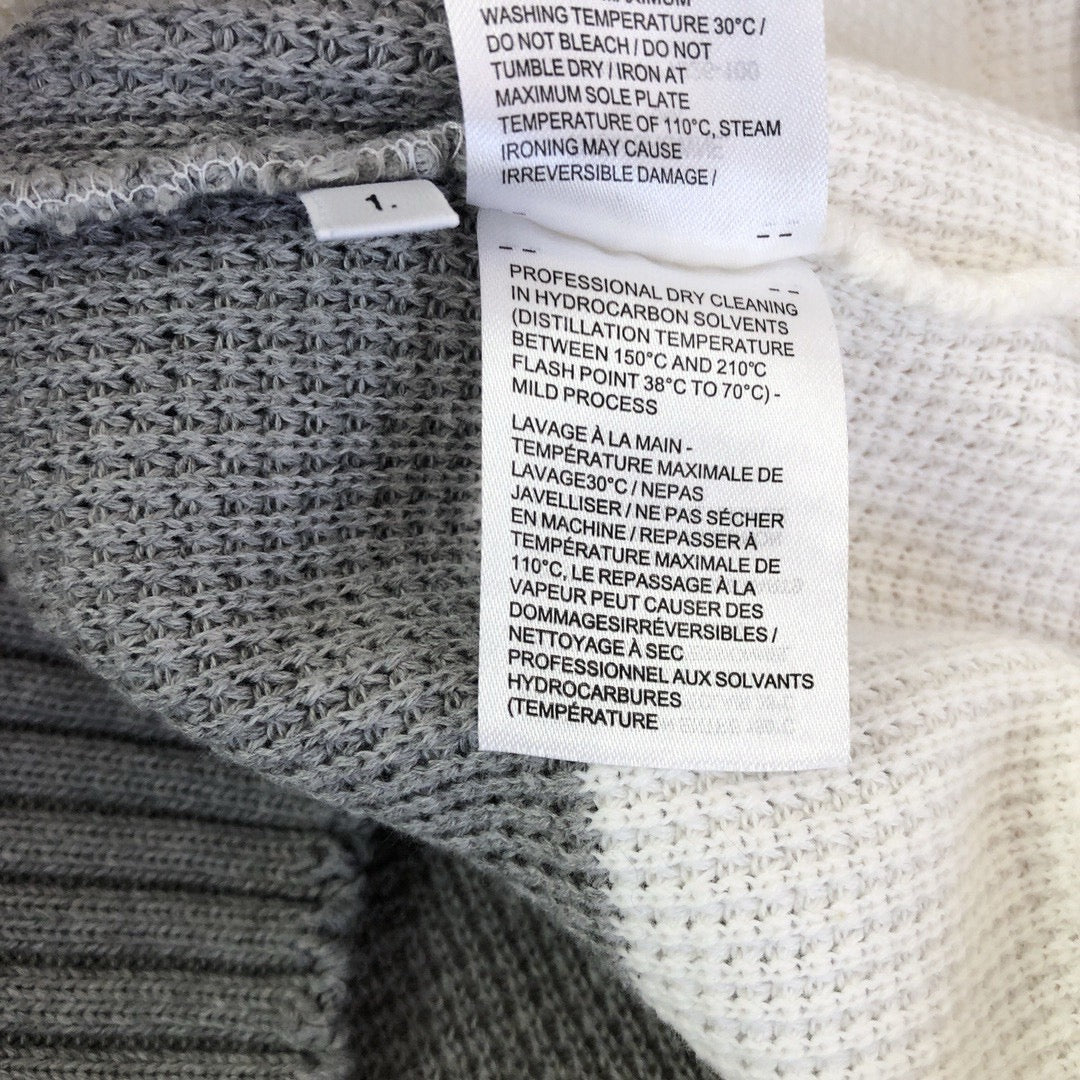 WASHING TEMPERATURE 30°C /
DO NOT BLEACH / DO NOT
TUMBLE DRY / IRON AT
MAXIMUM SOLE PLATE
TEMPERATURE OF 110°C, STEAM
IRONING MAY CAUSE
IRREVERSIBLE DAMAGE /
1.
PROFESSIONAL DRY CLEANING
IN HYDROCARBON SOLVENTS
(DISTILLATION TEMPERATURE
BETWEEN 150°C AND 210°C
FLASH POINT 38°C TO 70°C) -
MILD PROCESS
LAVAGE À LA MAIN -
TEMPÉRATURE MAXIMALE DE
LAVAGE30°C / NEPAS
JAVELLISER / NE PAS SÉCHER
EN MACHINE / REPASSER À
TEMPÉRATURE MAXIMALE DE
110°C, LE REPASSAGE À LA
VAPEUR PEUT CAUSER DES
DOMMAGESIRRÉVERSIBLES /
NETTOYAGE À SEC
PROFESSIONNEL AUX SOLVANTS
HYDROCARBURES
(TEMPÉRATURE